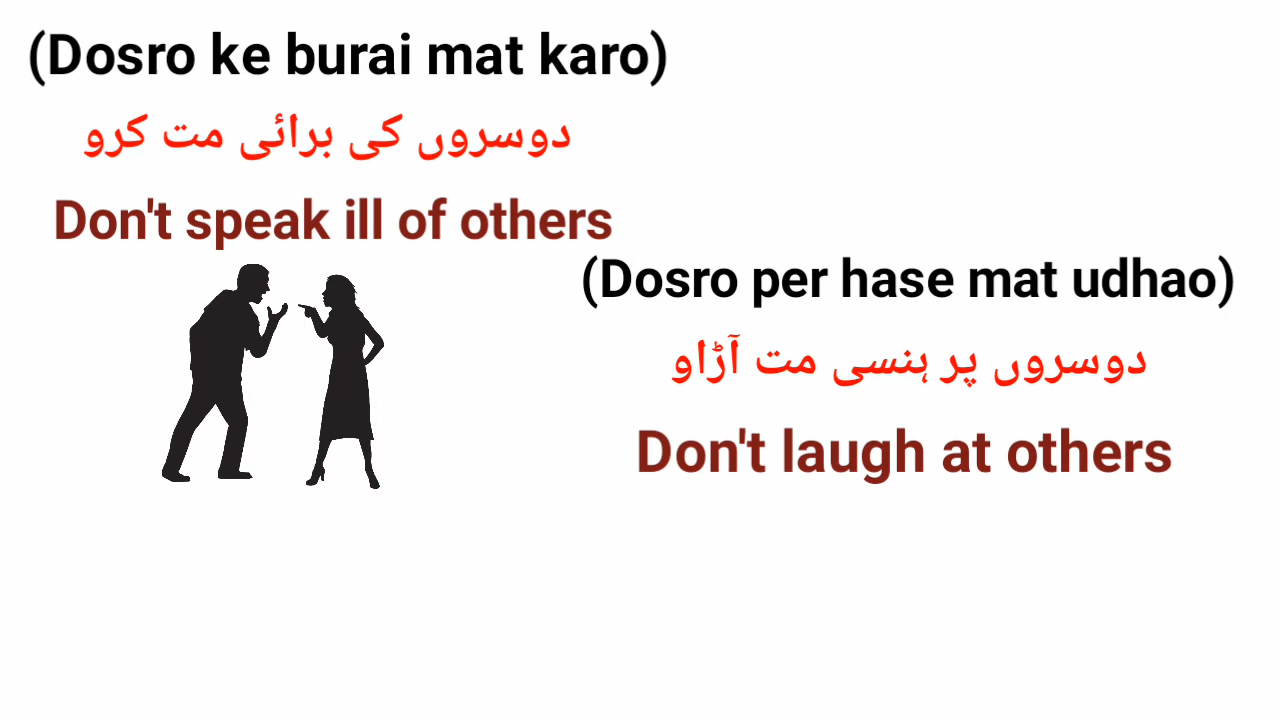 (Dosro ke burai mat karo)
دوسروں کی برائی مت کرو
Don't speak ill of others
(Dosro per hase mat udhao)
دوسروں پر ہنسی مت آڑاو
Don't laugh at others